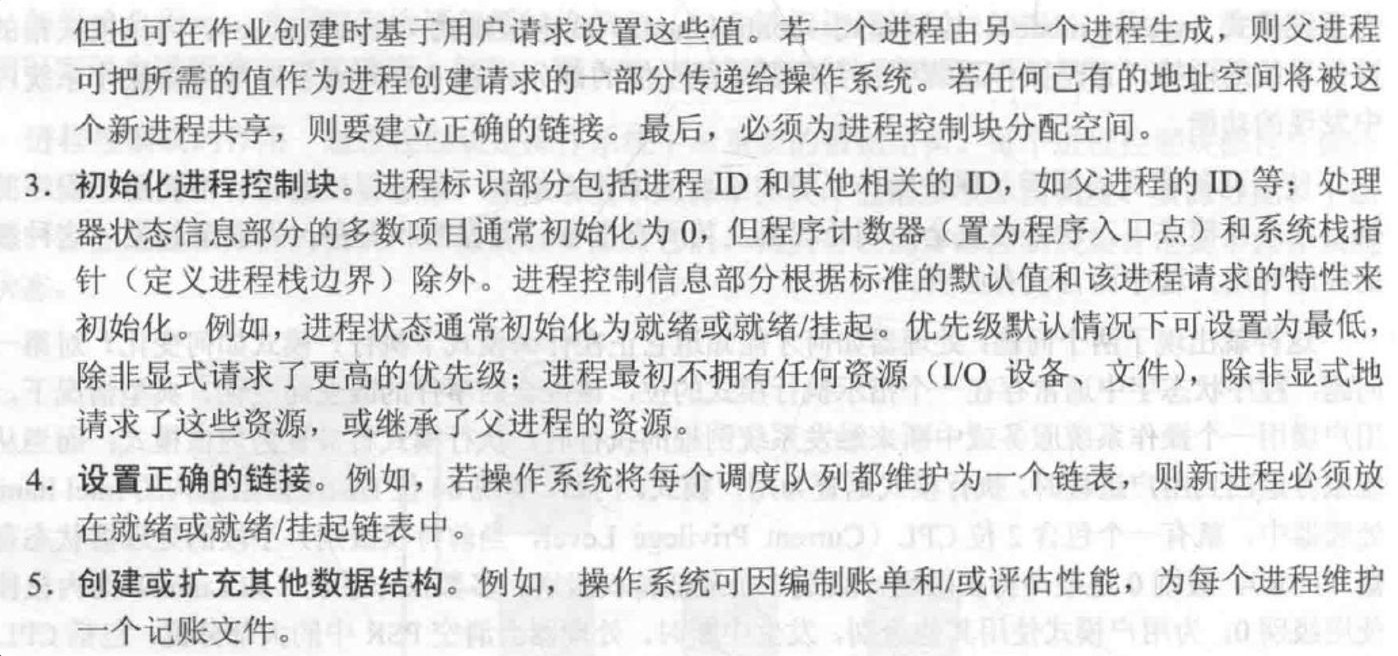 但也可在作业创建时基于用户请求设置这些值。若一个进程由另一个进程生成，则父进程
可把所需的值作为进程创建请求的一部分传递给操作系统。若任何已有的地址空间将被这
个新进程共享，则要建立正确的链接。最后，必须为进程控制块分配空间。
3. 初始化进程控制块。进程标识部分包括进程 ID 和其他相关的 ID，如父进程的 ID 等；处理
器状态信息部分的多数项目通常初始化为 0，但程序计数器（置为程序入口点）和系统栈指
针（定义进程栈边界）除外。进程控制信息部分根据标准的默认值和该进程请求的特性来
初始化。例如，进程状态通常初始化为就绪或就绪/挂起。优先级默认情况下可设置为最低，
除非显式请求了更高的优先级；进程最初不拥有任何资源（I/O 设备、文件），除非显式地
请求了这些资源，或继承了父进程的资源。
4. 设置正确的链接。例如，若操作系统将每个调度队列都维护为一个链表，则新进程必须放
在就绪或就绪/挂起链表中。
5. 创建或扩充其他数据结构。例如，操作系统可因编制账单和/或评估性能，为每个进程维护
一个记账文件。